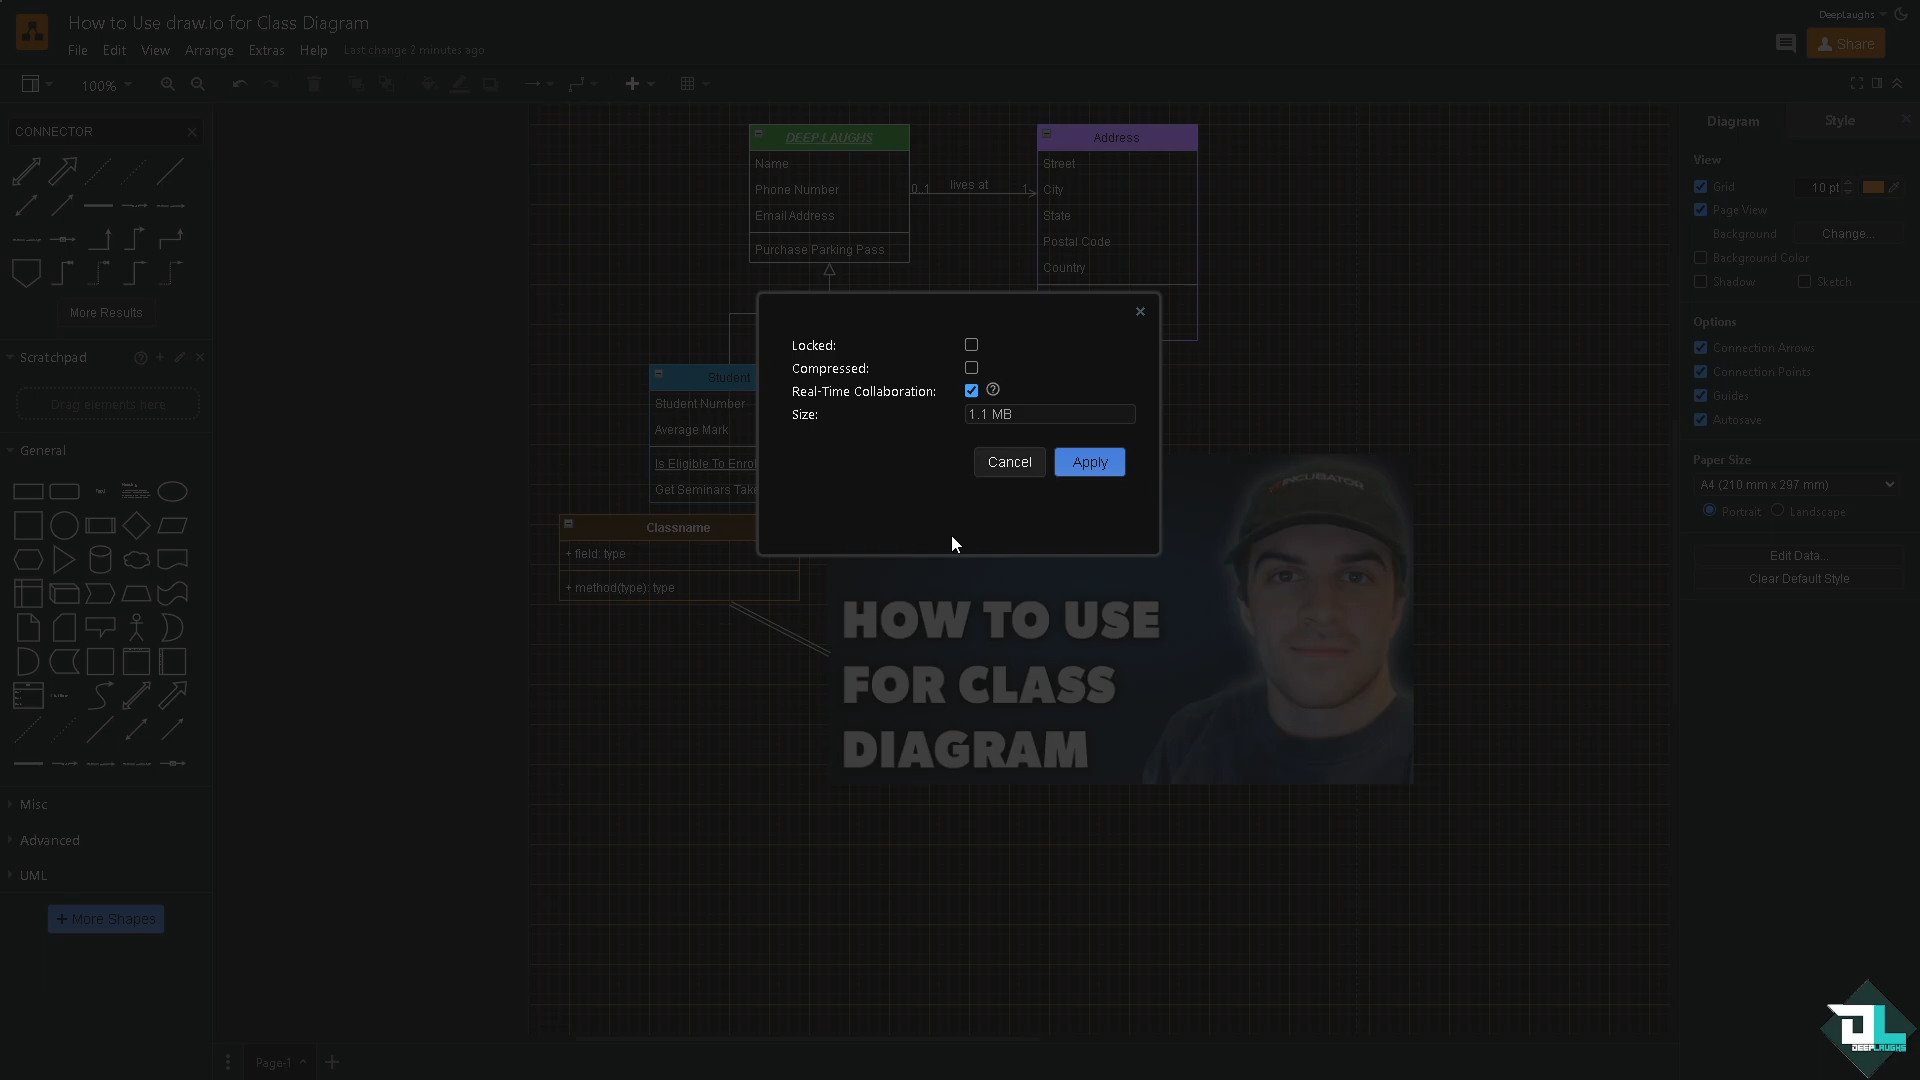 How to Use draw.io for Class Diagram
File Edit View Arrange Extras Help Last change 2 minutes ago
DeepLaughs
Share
100%
CONNECTOR
More Results
Scratchpad
Drag elements here
General
Misc
Advanced
UML
+ More Shapes
DEEP LAUGHS
Name
Phone Number
Email Address
Purchase Parking Pass
0..1 lives at 1
Address
Street
City
State
Postal Code
Country
Student
Student Number
Average Mark
Is Eligible To Enrol
Get Seminars Take
Classname
+ field: type
+ method(type): type
Locked:
Compressed:
Real-Time Collaboration:
Size: 1.1 MB
Cancel Apply
INCUBATOR
HOW TO USE
FOR CLASS
DIAGRAM
Diagram Style
View
Grid 10 pt
Page View
Background Change...
Background Color
Shadow Sketch
Options
Connection Arrows
Connection Points
Guides
Autosave
Paper Size
A4 (210 mm x 297 mm)
Portrait Landscape
Edit Data...
Clear Default Style
Page-1
DL
DEEPLAUGHS